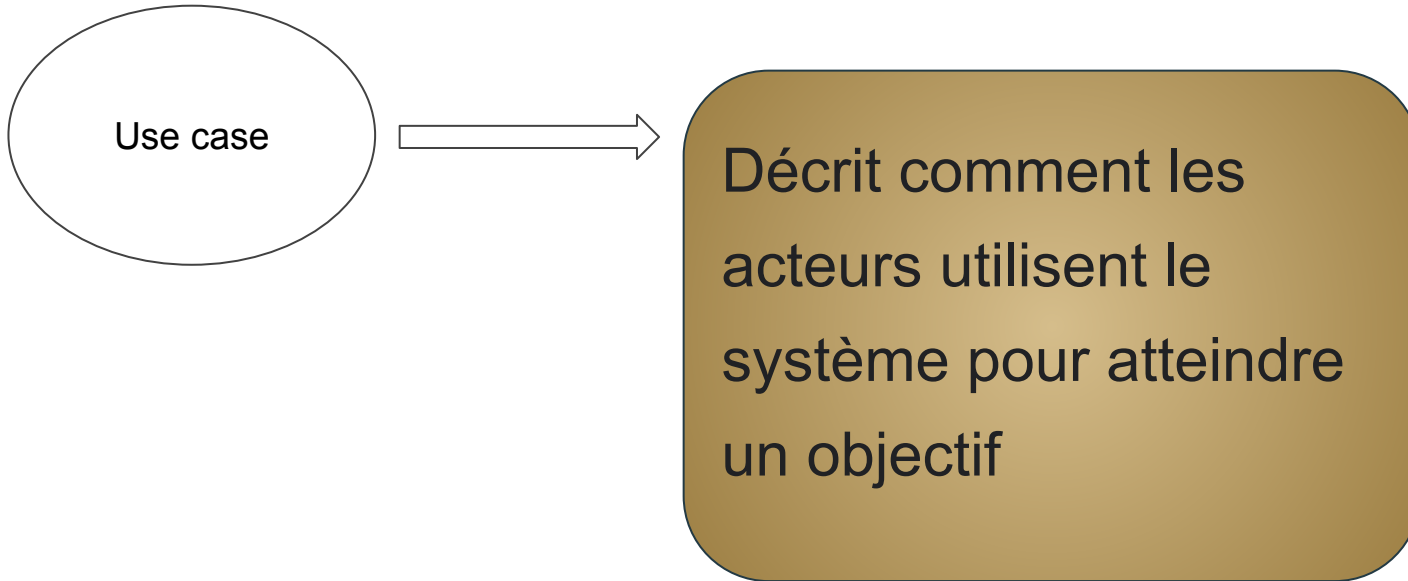 Use case
Décrit comment les
acteurs utilisent le
système pour atteindre
un objectif